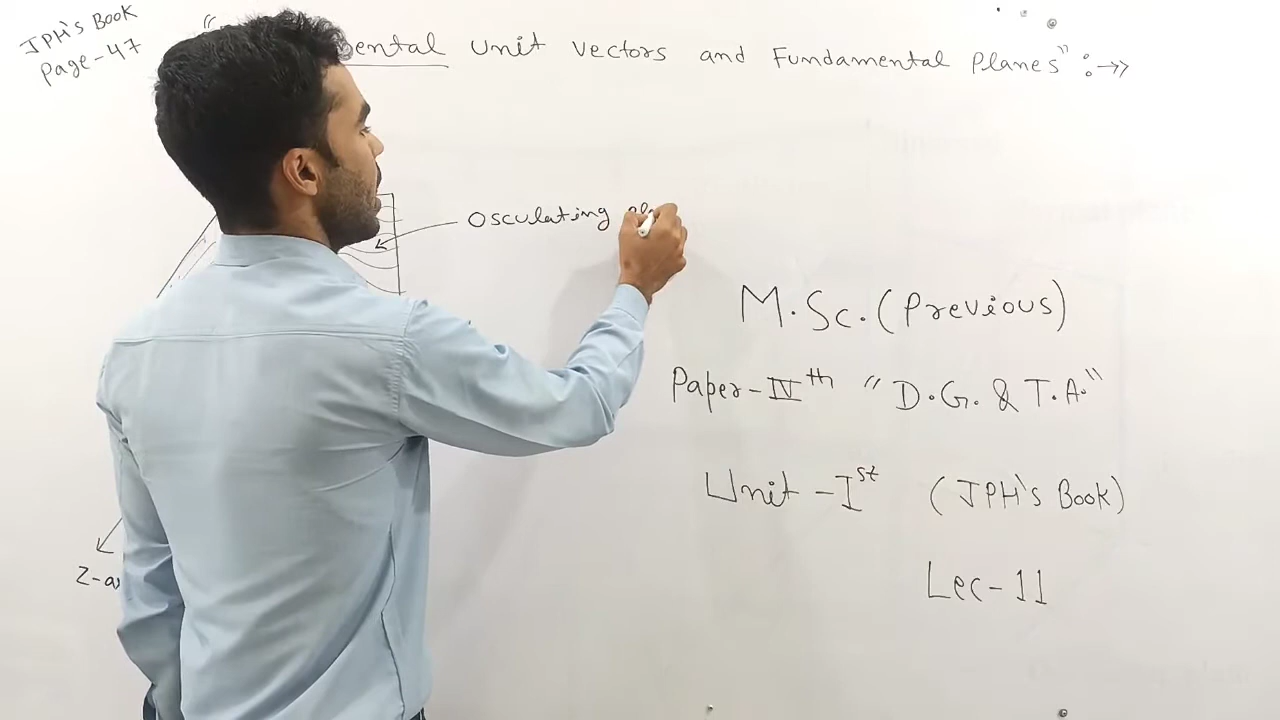 JPH's Book
Page-47
“ ental Unit Vectors and Fundamental Planes” :→>
Osculating
M.Sc. (Previous)
Paper-IVth “D.G. & T.A.”
Unit -Ist (JPH's Book)
Lec-11